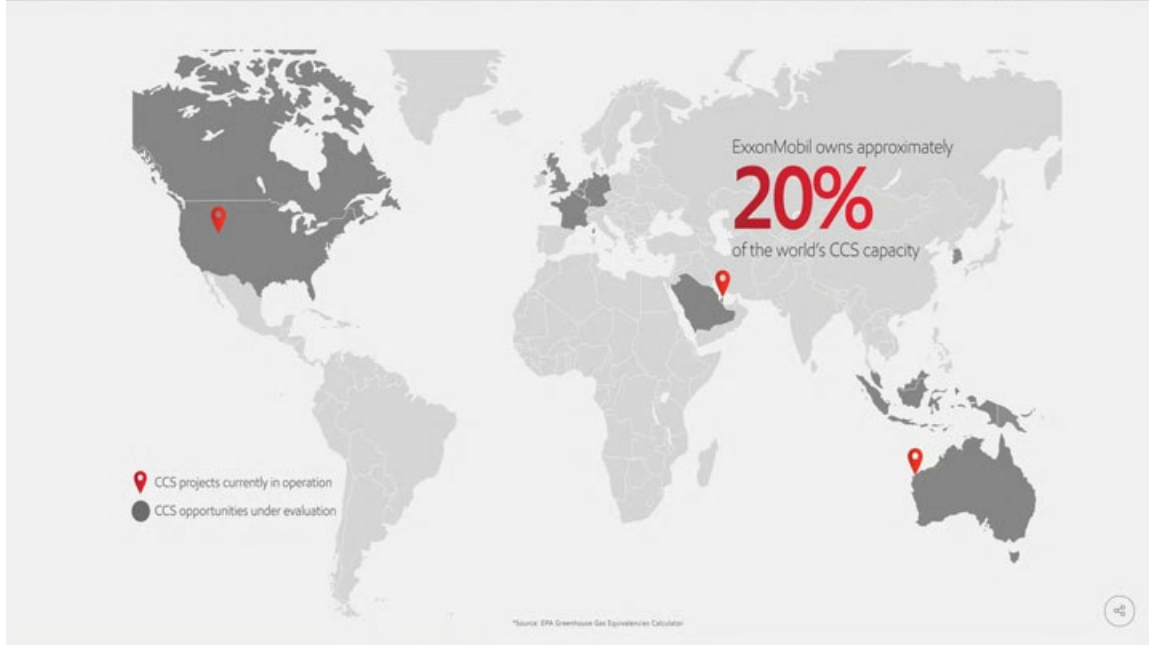 ExxonMobil owns approximately
20%
of the world's CCS capacity
CCS projects currently in operation
CCS opportunities under evaluation
*Source: EPA Greenhouse Gas Equivalencies Calculator